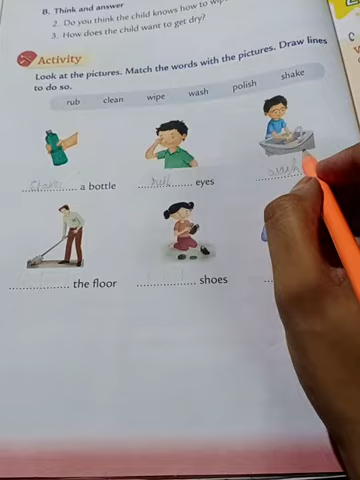 B. Think and answer
2. Do you think the child knows how to wip
3. How does the child want to get dry?
Activity
Look at the pictures. Match the words with the pictures. Draw lines
to do so.
rub clean wipe wash polish shake
a bottle
rub eyes
wash
the floor
shoes